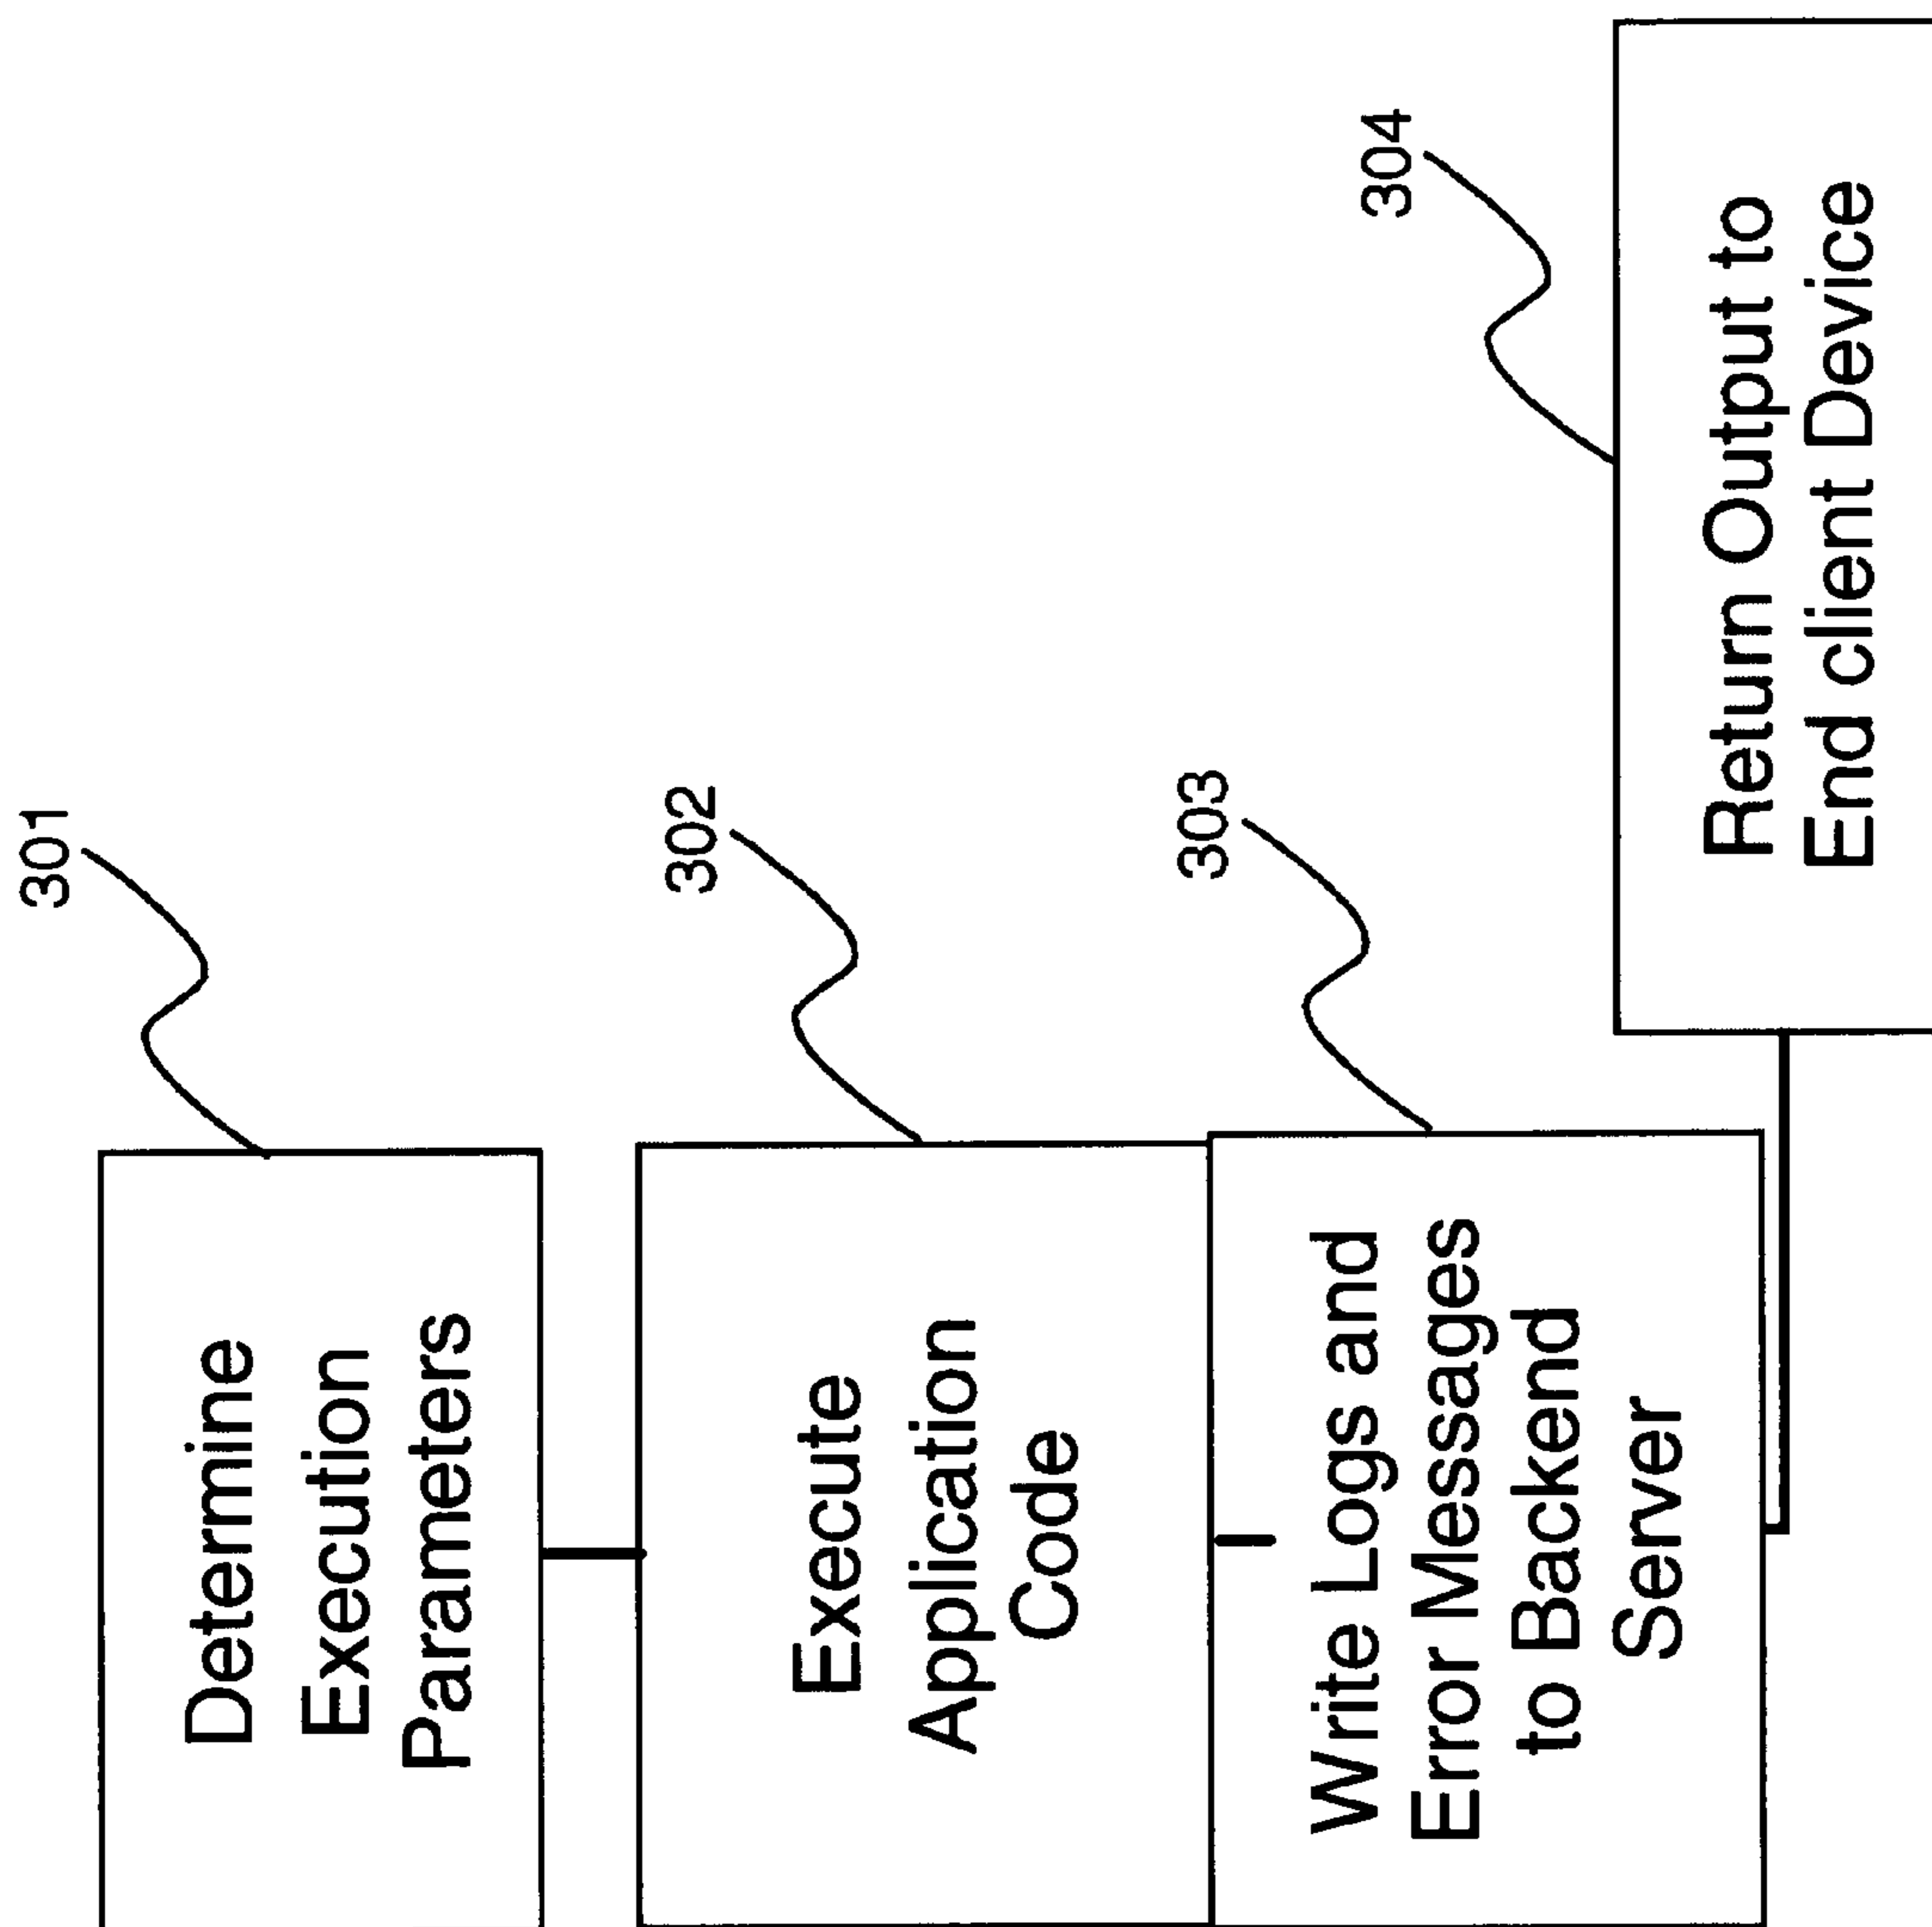 301
Determine
Execution
Parameters
302
Execute
Application
Code
303
Write Logs and
Error Messages
to Backend
Server
304
Return Output to
End client Device